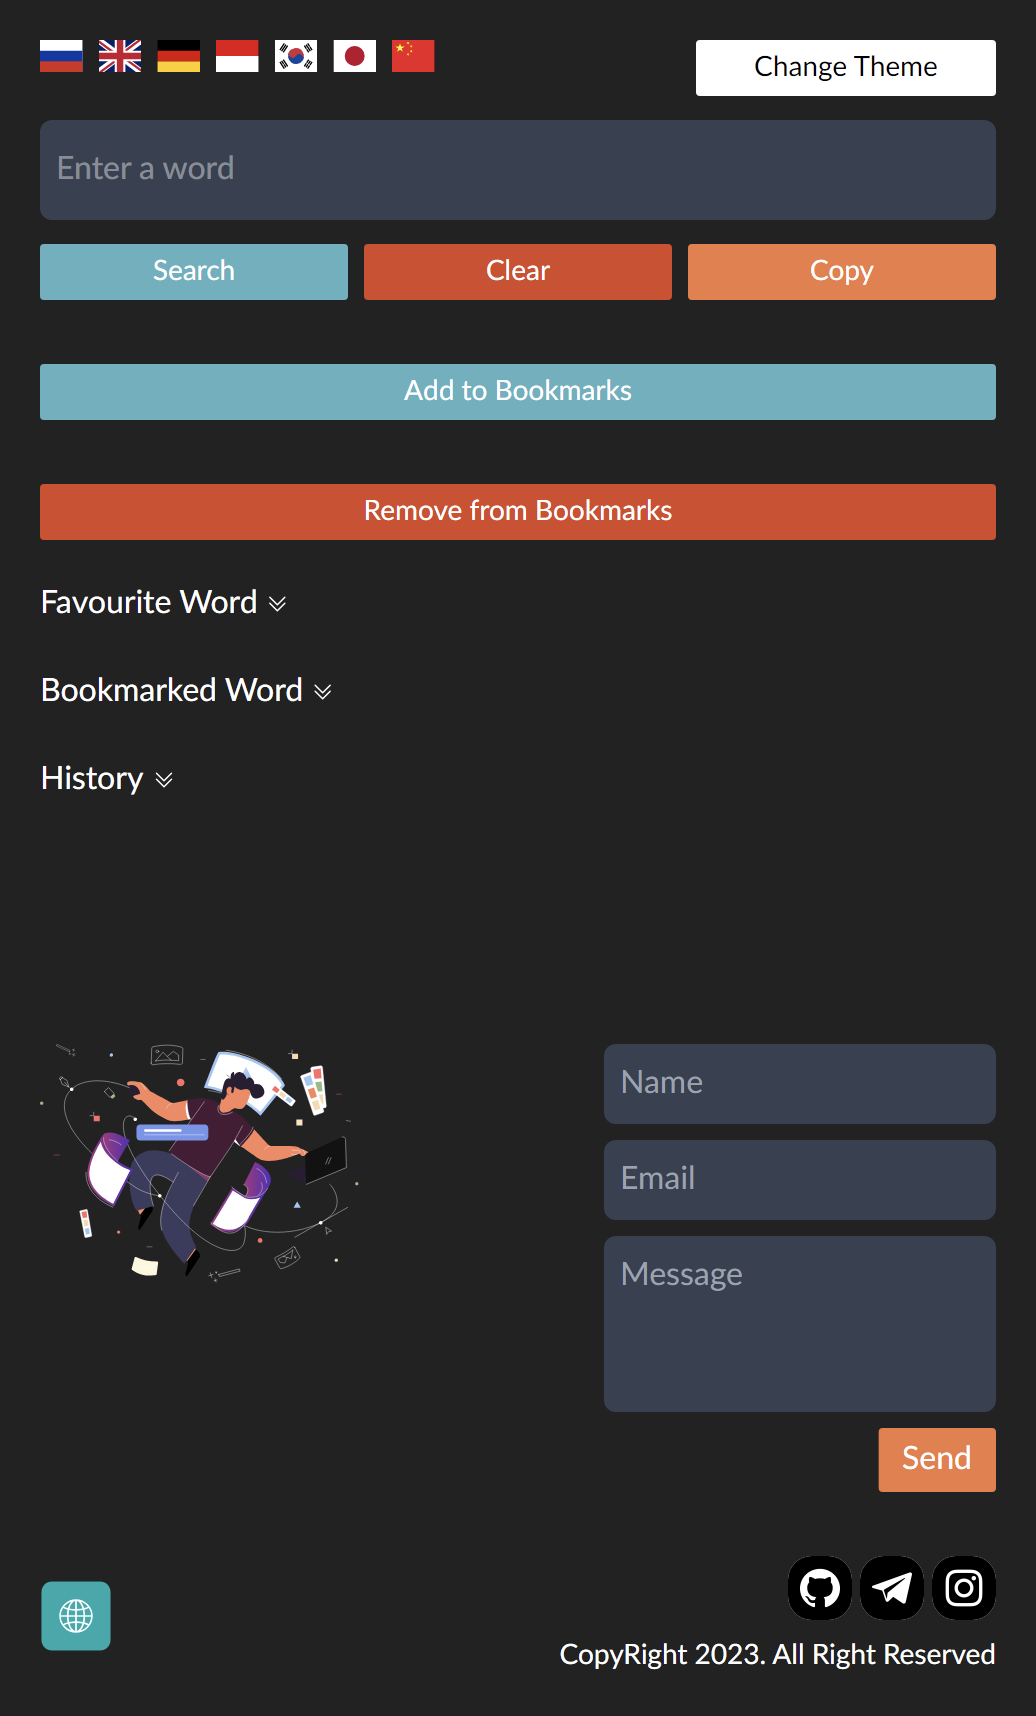 Change Theme
Enter a word
Search
Clear
Copy
Add to Bookmarks
Remove from Bookmarks
Favourite Word
Bookmarked Word
History
Name
Email
Message
Send
CopyRight 2023. All Right Reserved